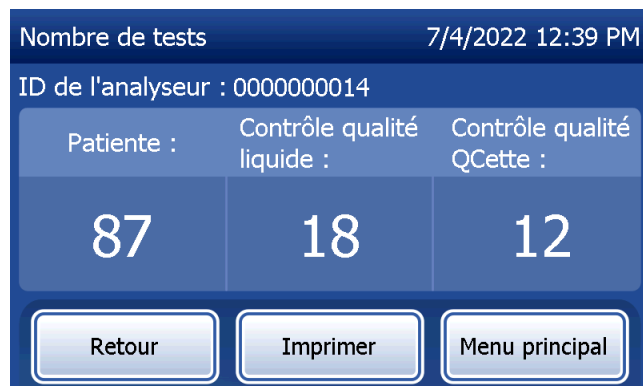 Nombre de tests 7/4/2022 12:39 PM
ID de l'analyseur : 0000000014
Patiente :
Contrôle qualité
liquide :
Contrôle qualité
QCette :
87 18 12
Retour Imprimer Menu principal